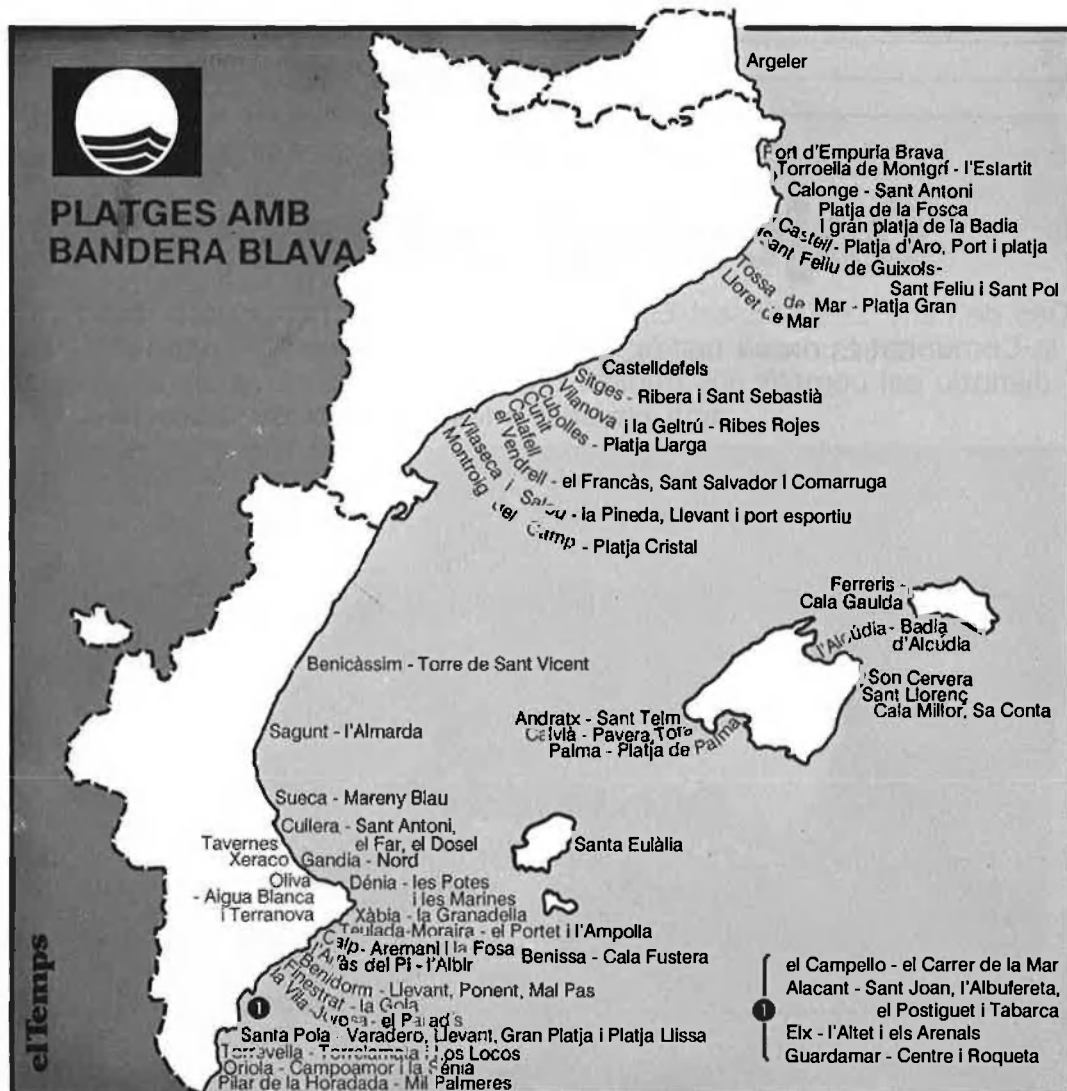 PLATGES AMB
BANDERA BLAVA
Argeler
Port d'Empuria Brava
Torroella de Montgrí - l'Eslartit
Calonge - Sant Antoni
Platja de la Fosca
I gran platja de la Badia
Castell - Platja d'Aro, Port i platja
Sant Feliu de Guixols-
Sant Feliu i Sant Pol
Tossa de Mar - Platja Gran
Lloret de Mar
Castelldefels
Sitges - Ribera i Sant Sebastià
Vilanova i la Geltrú - Ribes Rojes
Cubolles - Platja Llarga
Cunit
Calafell
el Vendrell - el Francàs, Sant Salvador I Comarruga
Vilaseca i Salou - la Pineda, Llevant i port esportiu
Montroig del Camp - Platja Cristal
Ferreris -
Cala Gaulda
l'Alcúdia - Badia
d'Alcúdia
Son Cervera
Sant Llorenç
Cala Millor, Sa Conta
Andratx - Sant Telm
Calvià - Pavera, Tora
Palma - Platja de Palma
Santa Eulàlia
Benicàssim - Torre de Sant Vicent
Sagunt - l'Almarda
Sueca - Mareny Blau
Cullera - Sant Antoni,
el Far, el Dosel
Tavernes
Xeraco
Gandia - Nord
Oliva
- Aigua Blanca
i Terranova
Dénia - les Potes
i les Marines
Xàbia - la Granadella
Teulada-Moraira - el Portet i l'Ampolla
Calp - Aremani I la Fosa
Benissa - Cala Fustera
l'Alfàs del Pi - l'Albir
Benidorm - Llevant, Ponent, Mal Pas
Finestrat - la Gola
la Vila Joyosa - el Paradís
1
Santa Pola - Varadero, Llevant, Gran Platja i Platja Llissa
Torrevella - Torrelamata i Los Locos
Oriola - Campoamor i la Sénia
Pilar de la Horadada - Mil Palmeres
1
el Campello - el Carrer de la Mar
Alacant - Sant Joan, l'Albufereta,
el Postiguet i Tabarca
Elx - l'Altet i els Arenals
Guardamar - Centre i Roqueta
el Temps